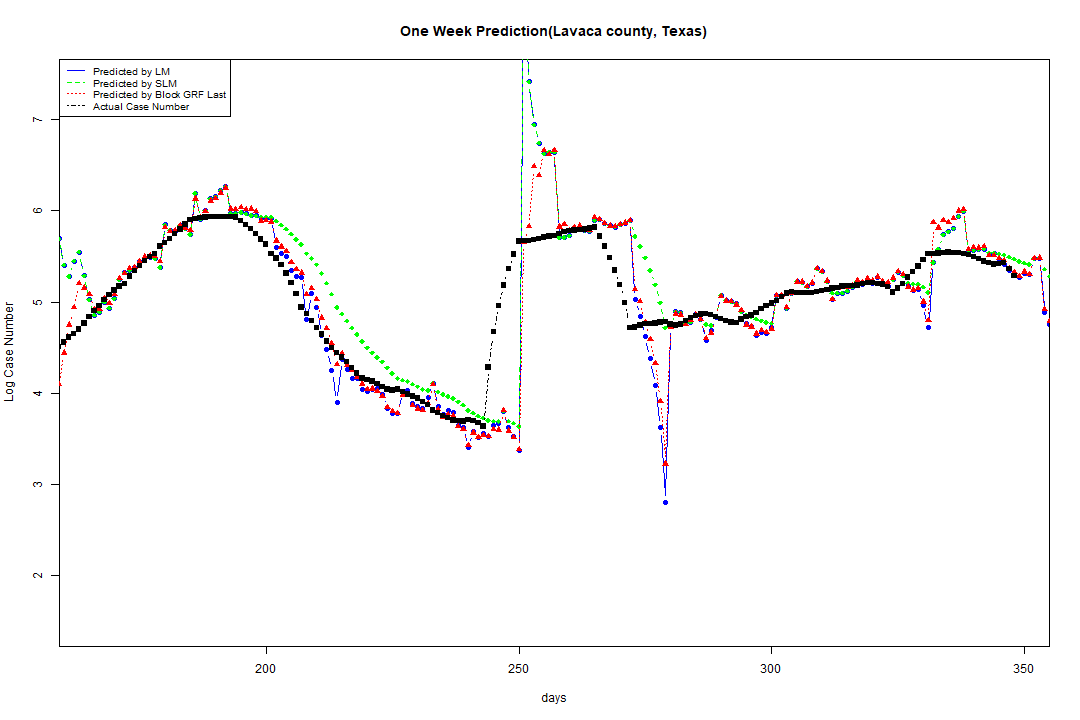 One Week Prediction(Lavaca county, Texas)
Predicted by LM
Predicted by SLM
Predicted by Block GRF Last
Actual Case Number
Log Case Number
7
6
5
4
3
2
200 250 300 350
days